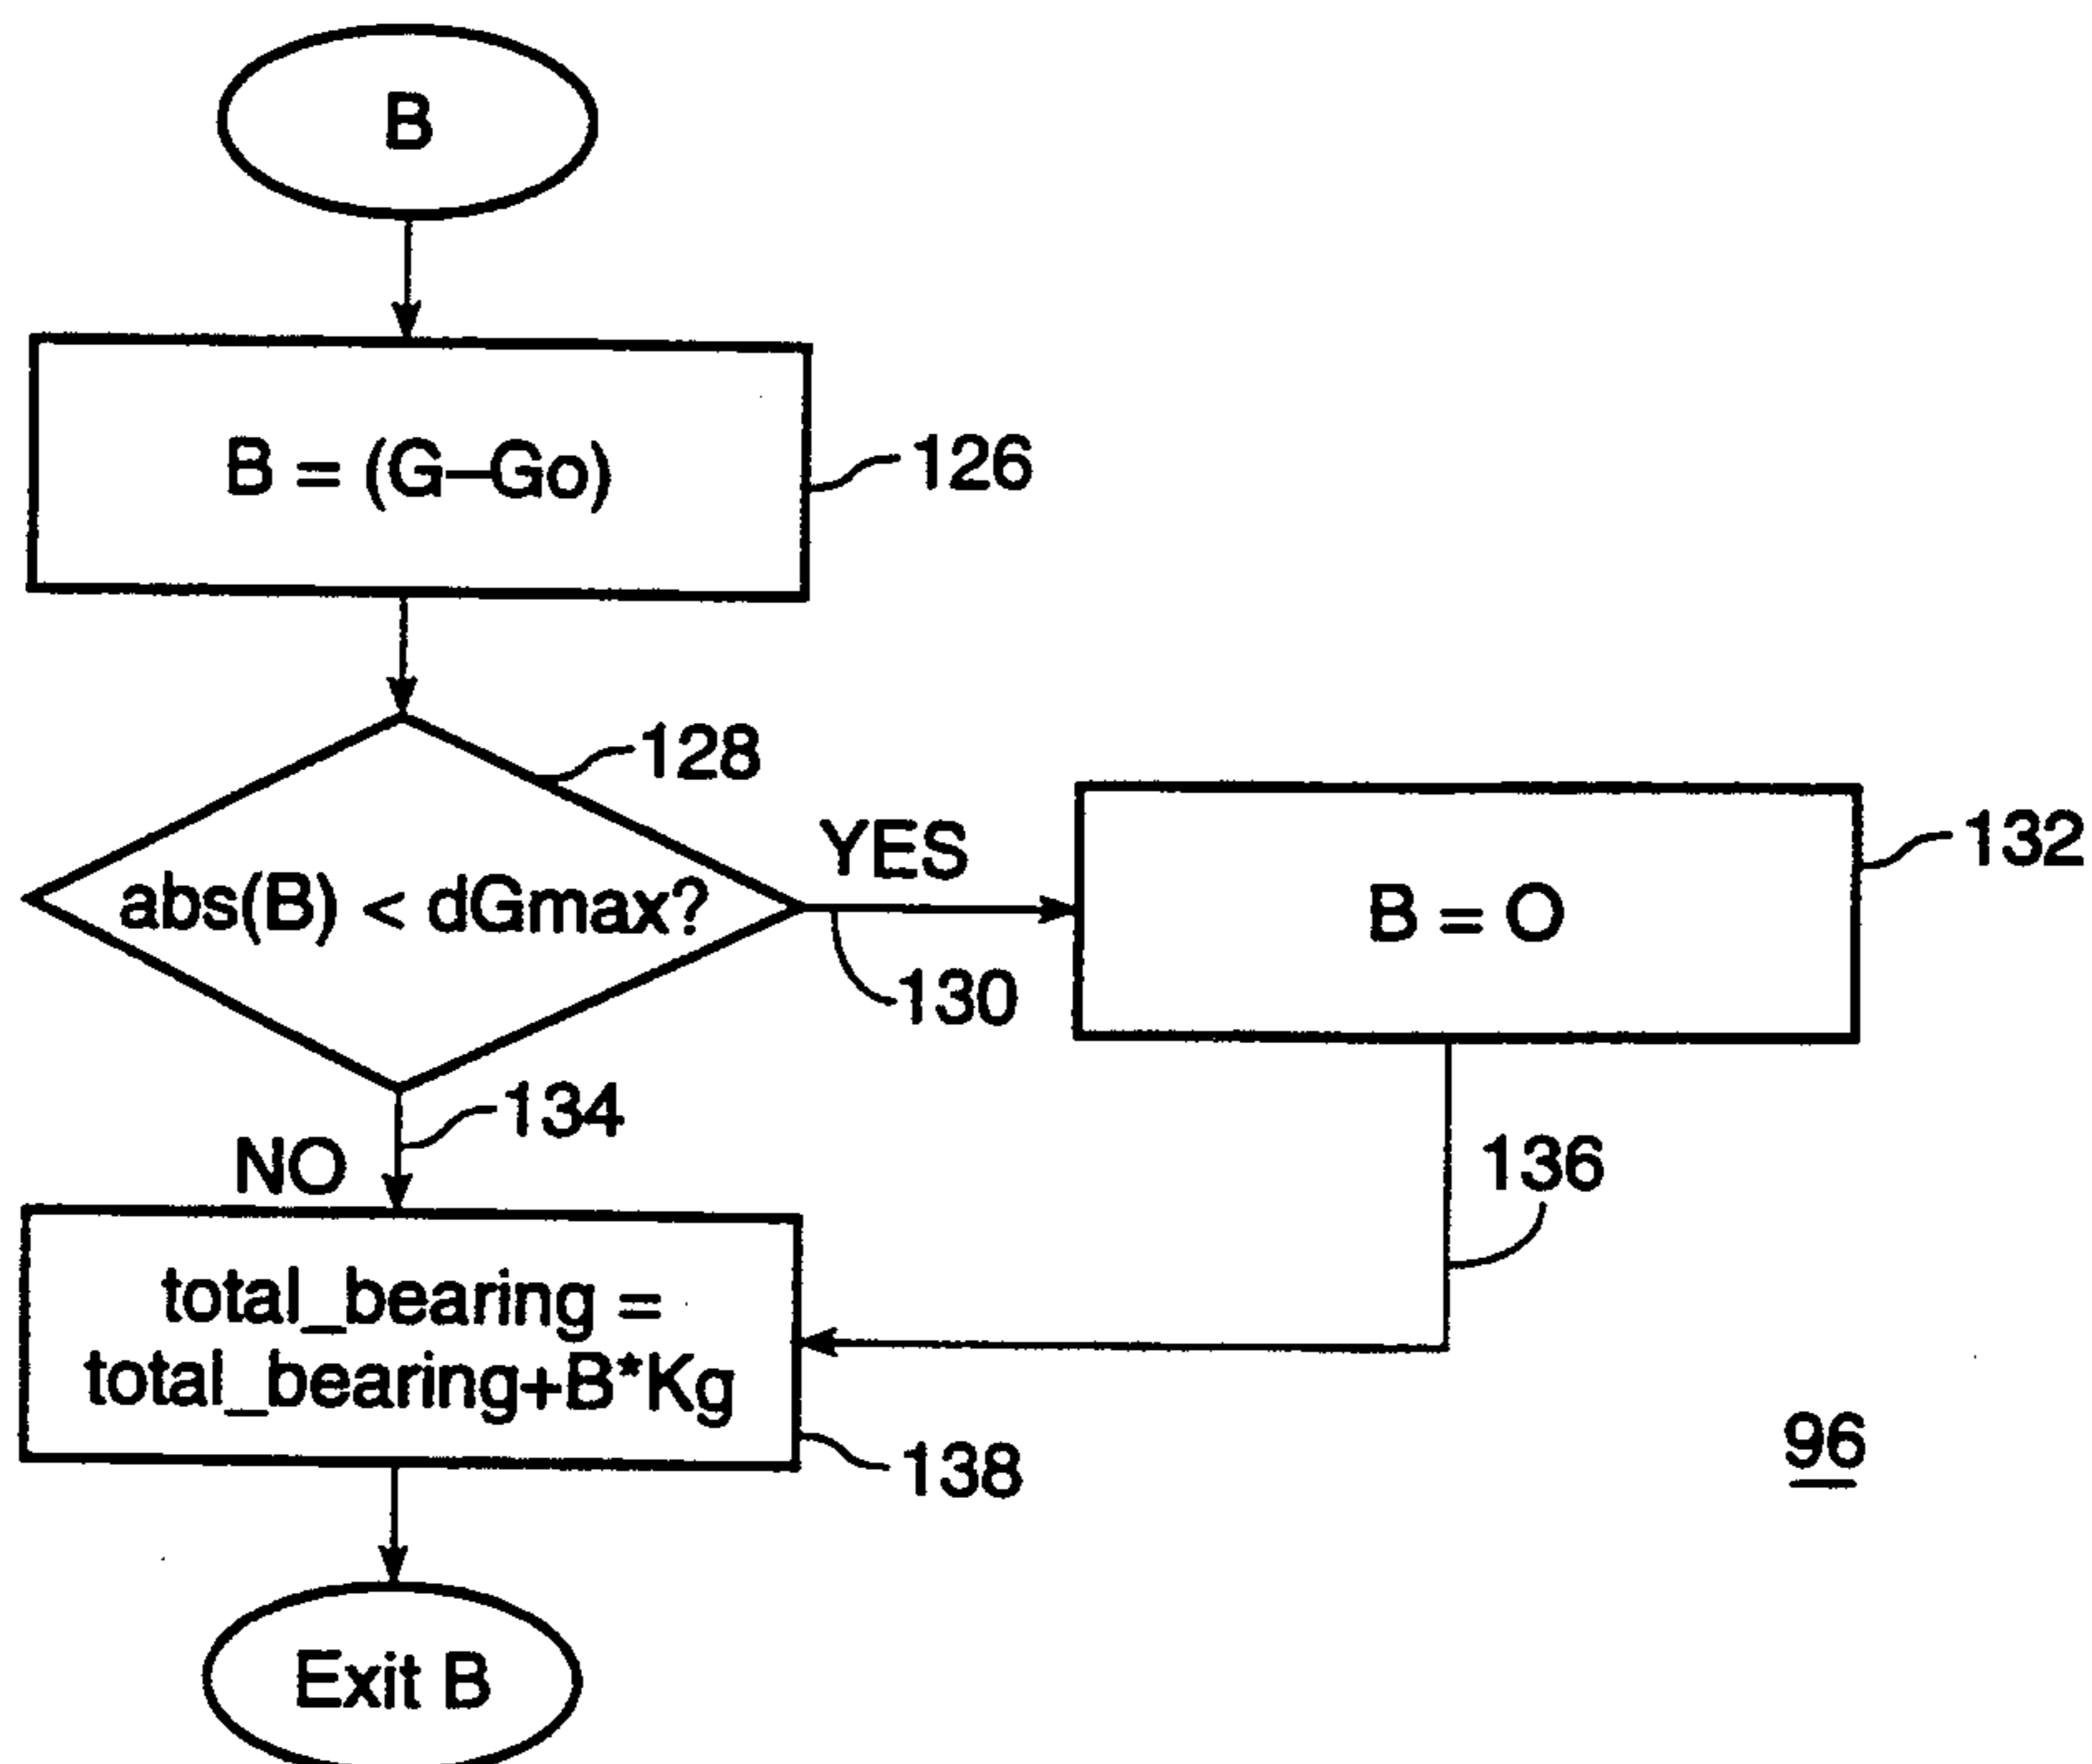 B
B = (G–Go)
126
128
abs(B) < dGmax?
YES
130
B = O
132
134
NO
136
total_bearing =
total_bearing+B*Kg
138
96
Exit B